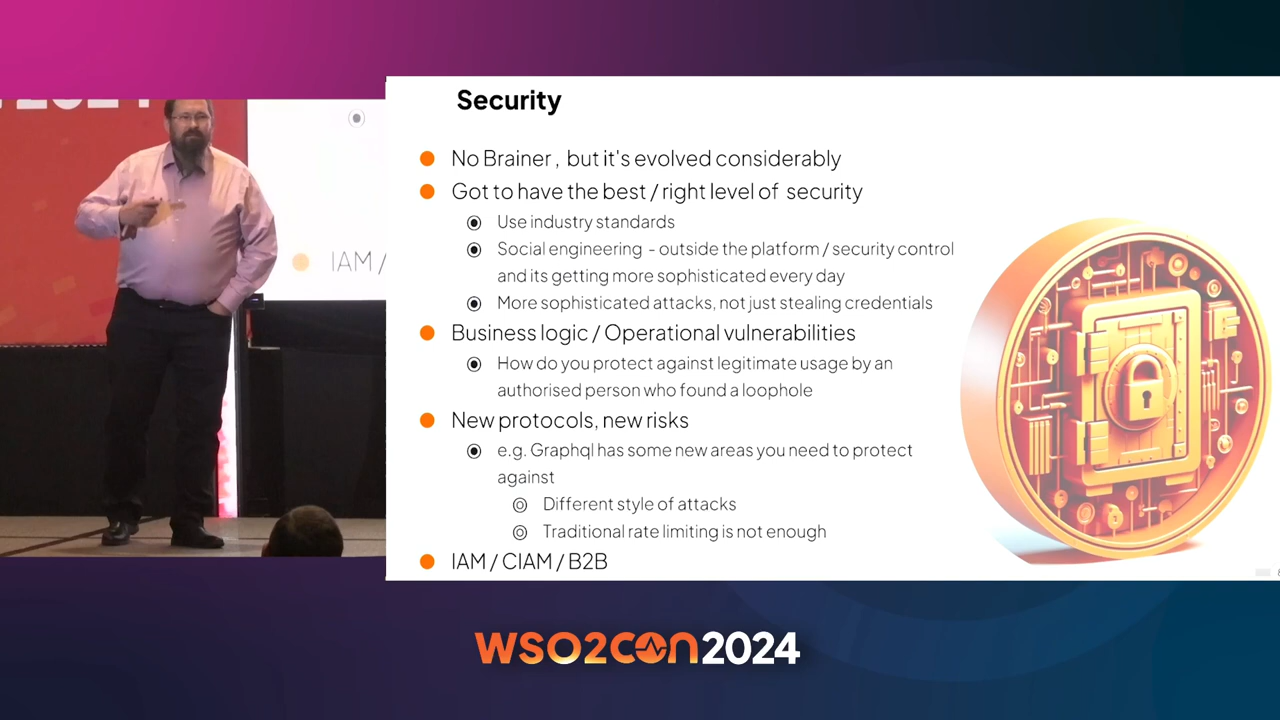 Security
No Brainer , but it's evolved considerably
Got to have the best / right level of security
Use industry standards
Social engineering - outside the platform / security control
and its getting more sophisticated every day
More sophisticated attacks, not just stealing credentials
Business logic / Operational vulnerabilities
How do you protect against legitimate usage by an
authorised person who found a loophole
New protocols, new risks
e.g. Graphql has some new areas you need to protect
against
Different style of attacks
Traditional rate limiting is not enough
IAM / CIAM / B2B
IAM /
WSO2CON2024